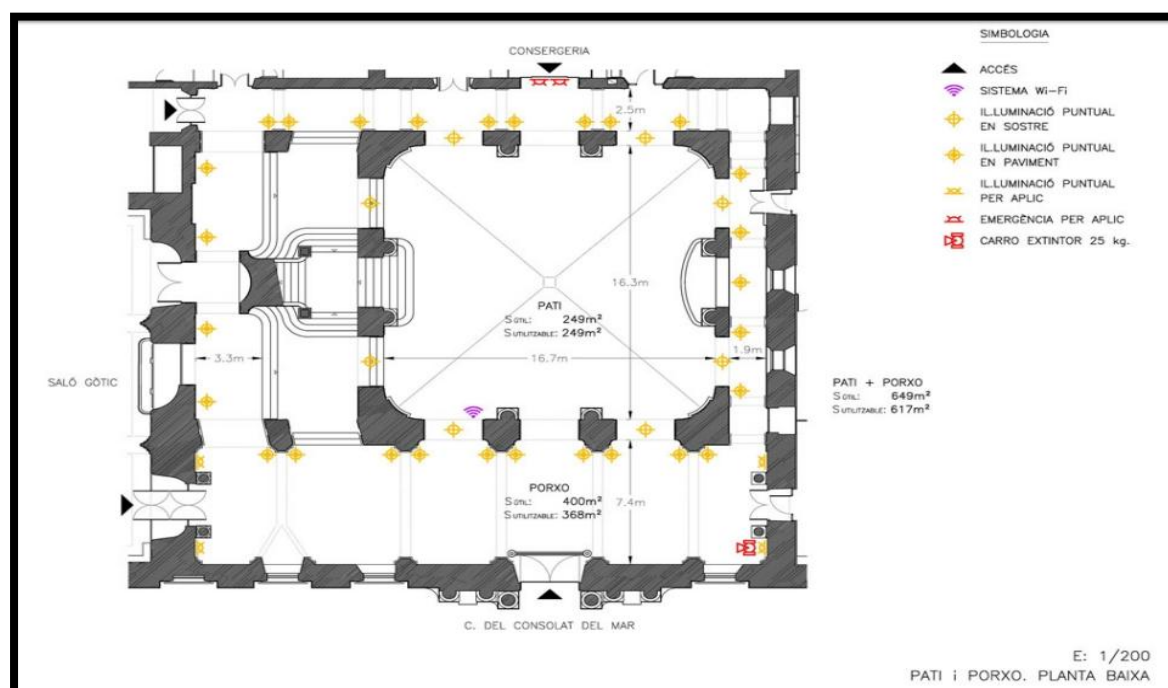 SIMBOLOGIA
ACCÉS
SISTEMA Wi-Fi
IL.LUMINACIÓ PUNTUAL
EN SOSTRE
IL.LUMINACIÓ PUNTUAL
EN PAVIMENT
IL.LUMINACIÓ PUNTUAL
PER APLIC
EMERGÈNCIA PER APLIC
CARRO EXTINTOR 25 kg.
CONSERGERIA
2.5m
16.3m
PATI
SÚTIL: 249m²
SUTILITZABLE: 249m²
3.3m
16.7m
1.9m
SALÓ GÒTIC
PATI + PORXO
SÚTIL: 649m²
SUTILITZABLE: 617m²
PORXO
SÚTIL: 400m²
SUTILITZABLE: 368m²
7.4m
C. DEL CONSOLAT DEL MAR
E: 1/200
PATI i PORXO. PLANTA BAIXA